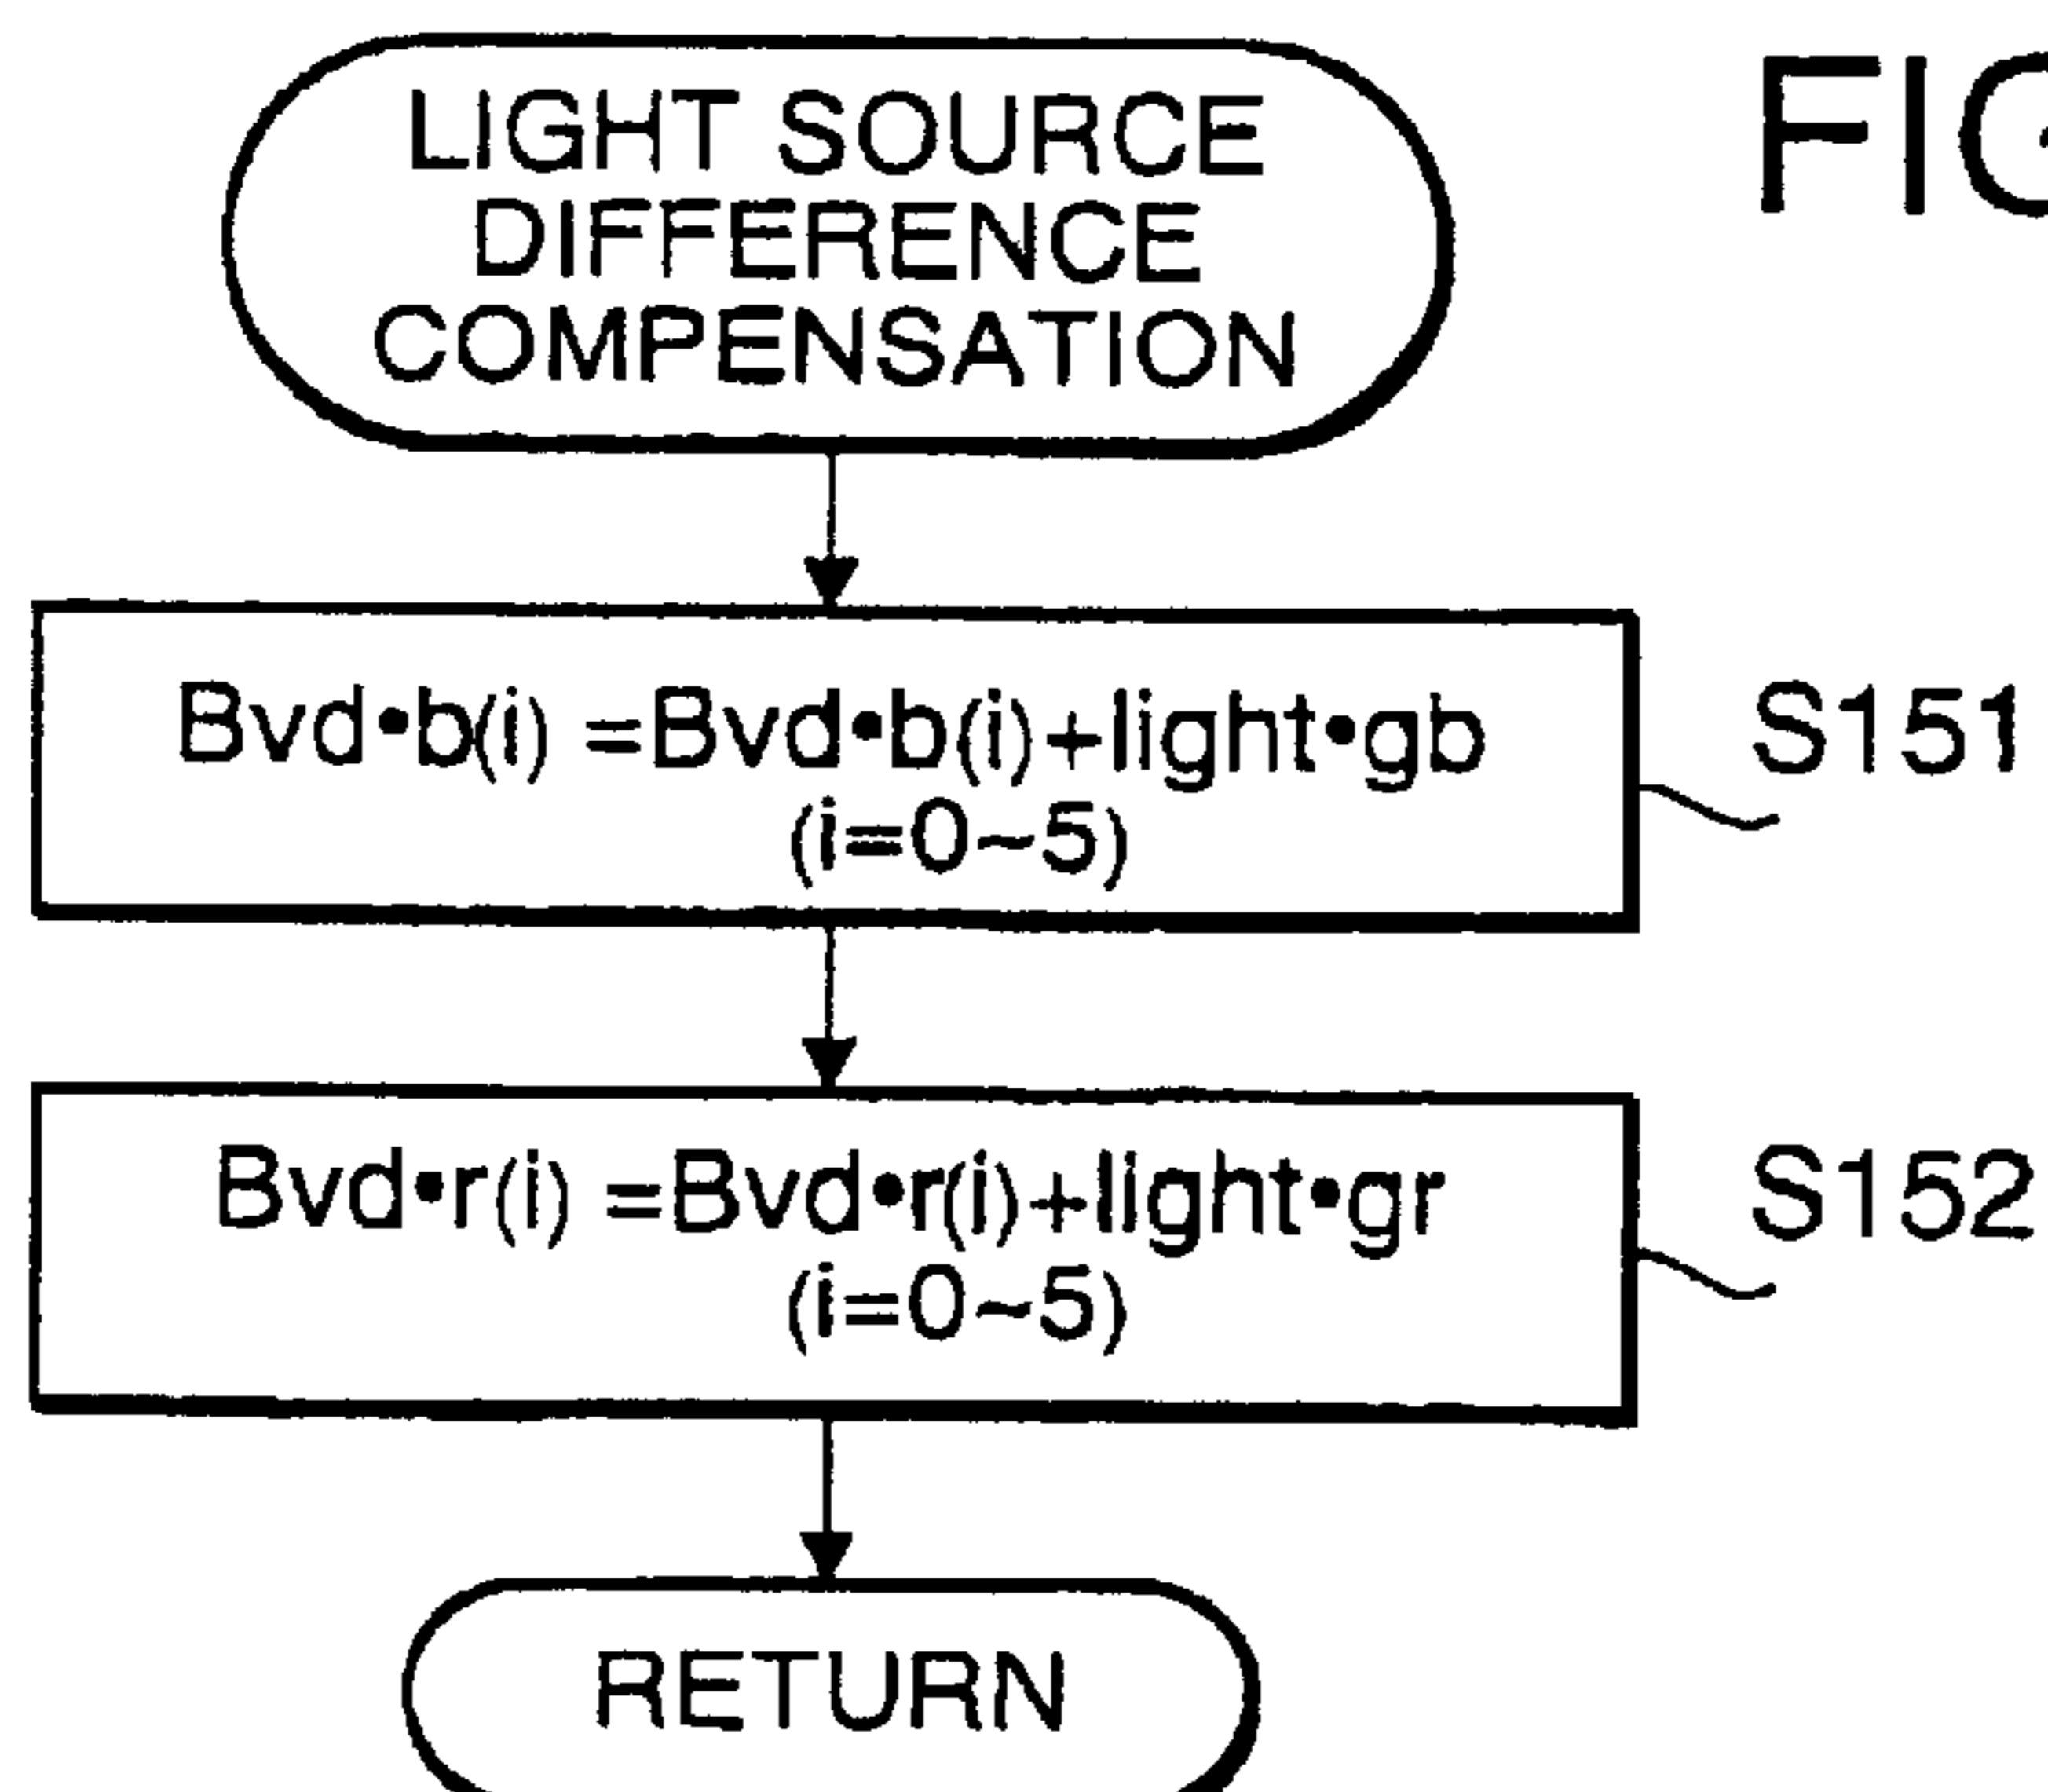 LIGHT SOURCE
DIFFERENCE
COMPENSATION
FIG
Bvd•b(i) =Bvd•b(i)+light•gb
(i=0~5)
S151
Bvd•r(i) =Bvd•r(i)+light•gr
(i=0~5)
S152
RETURN